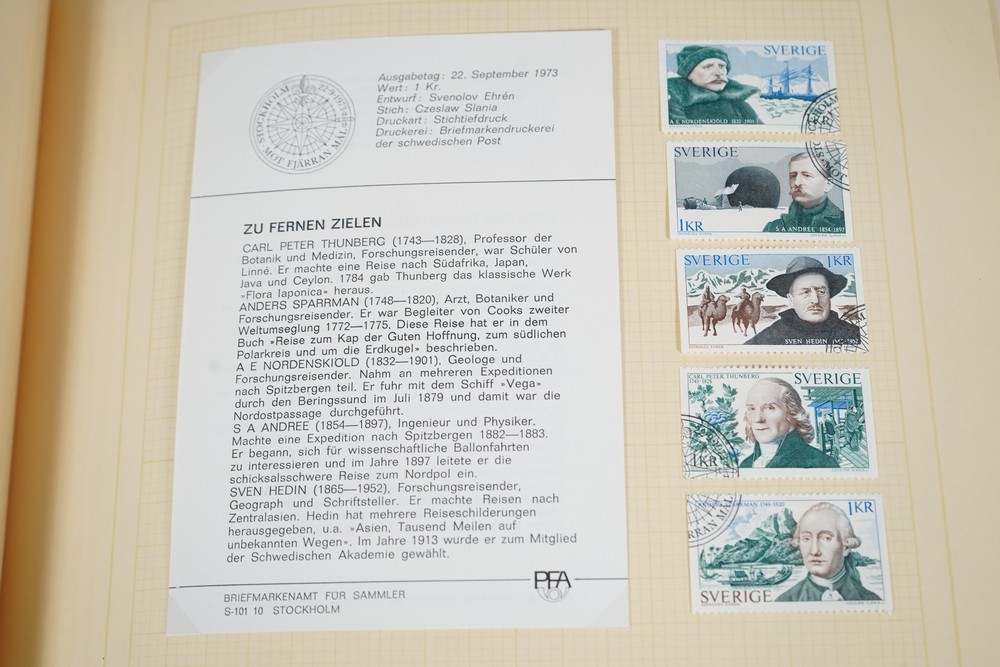 STOCKHOLM 22-9-1973
MOT FJÄRRAN MÅL
Ausgabetag: 22. September 1973
Wert: 1 Kr.
Entwurf: Svenolov Ehrén
Stich: Czeslaw Slania
Druckart: Stichtiefdruck
Druckerei: Briefmarkendruckerei
der schwedischen Post
ZU FERNEN ZIELEN
CARL PETER THUNBERG (1743—1828), Professor der
Botanik und Medizin, Forschungsreisender, war Schüler von
Linné. Er machte eine Reise nach Südafrika, Japan,
Java und Ceylon. 1784 gab Thunberg das klassische Werk
»Flora Iaponica» heraus.
ANDERS SPARRMAN (1748—1820), Arzt, Botaniker und
Forschungsreisender. Er war Begleiter von Cooks zweiter
Weltumseglung 1772—1775. Diese Reise hat er in dem
Buch »Reise zum Kap der Guten Hoffnung, zum südlichen
Polarkreis und um die Erdkugel» beschrieben.
A E NORDENSKIÖLD (1832—1901), Geologe und
Forschungsreisender. Nahm an mehreren Expeditionen
nach Spitzbergen teil. Er fuhr mit dem Schiff »Vega»
durch den Beringssund im Juli 1879 und damit war die
Nordostpassage durchgeführt.
S A ANDREE (1854—1897), Ingenieur und Physiker.
Machte eine Expedition nach Spitzbergen 1882—1883.
Er begann, sich für wissenschaftliche Ballonfahrten
zu interessieren und im Jahre 1897 leitete er die
schicksalsschwere Reise zum Nordpol ein.
SVEN HEDIN (1865—1952), Forschungsreisender,
Geograph und Schriftsteller. Er machte Reisen nach
Zentralasien. Hedin hat mehrere Reiseschilderungen
herausgegeben, u.a. »Asien, Tausend Meilen auf
unbekannten Wegen». Im Jahre 1913 wurde er zum Mitglied
der Schwedischen Akademie gewählt.
PFA
BRIEFMARKENAMT FÜR SAMMLER
S-101 10 STOCKHOLM
SVERIGE
A E NORDENSKIÖLD 1832-1901
SVERIGE
1KR
S A ANDRÉE 1854-1897
SVERIGE
1KR
SVEN HEDIN
CARL PETER THUNBERG
1743-1828
SVERIGE
1KR
1KR
SVERIGE